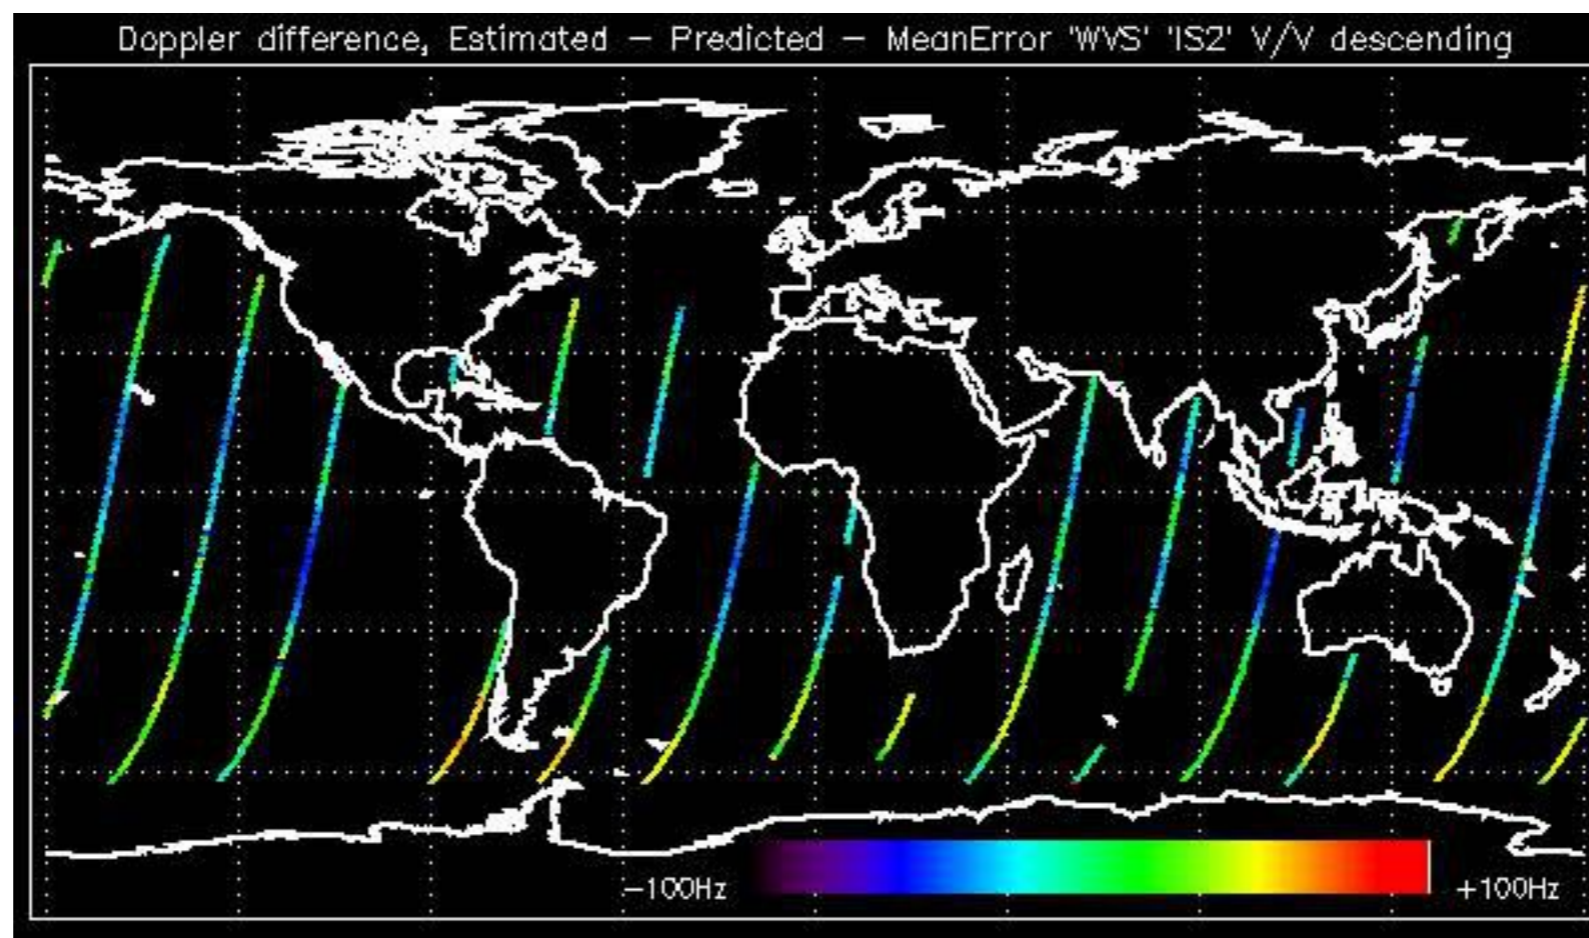 Doppler difference, Estimated – Predicted – MeanError 'WVS' 'IS2' V/V descending
–100Hz
+100Hz